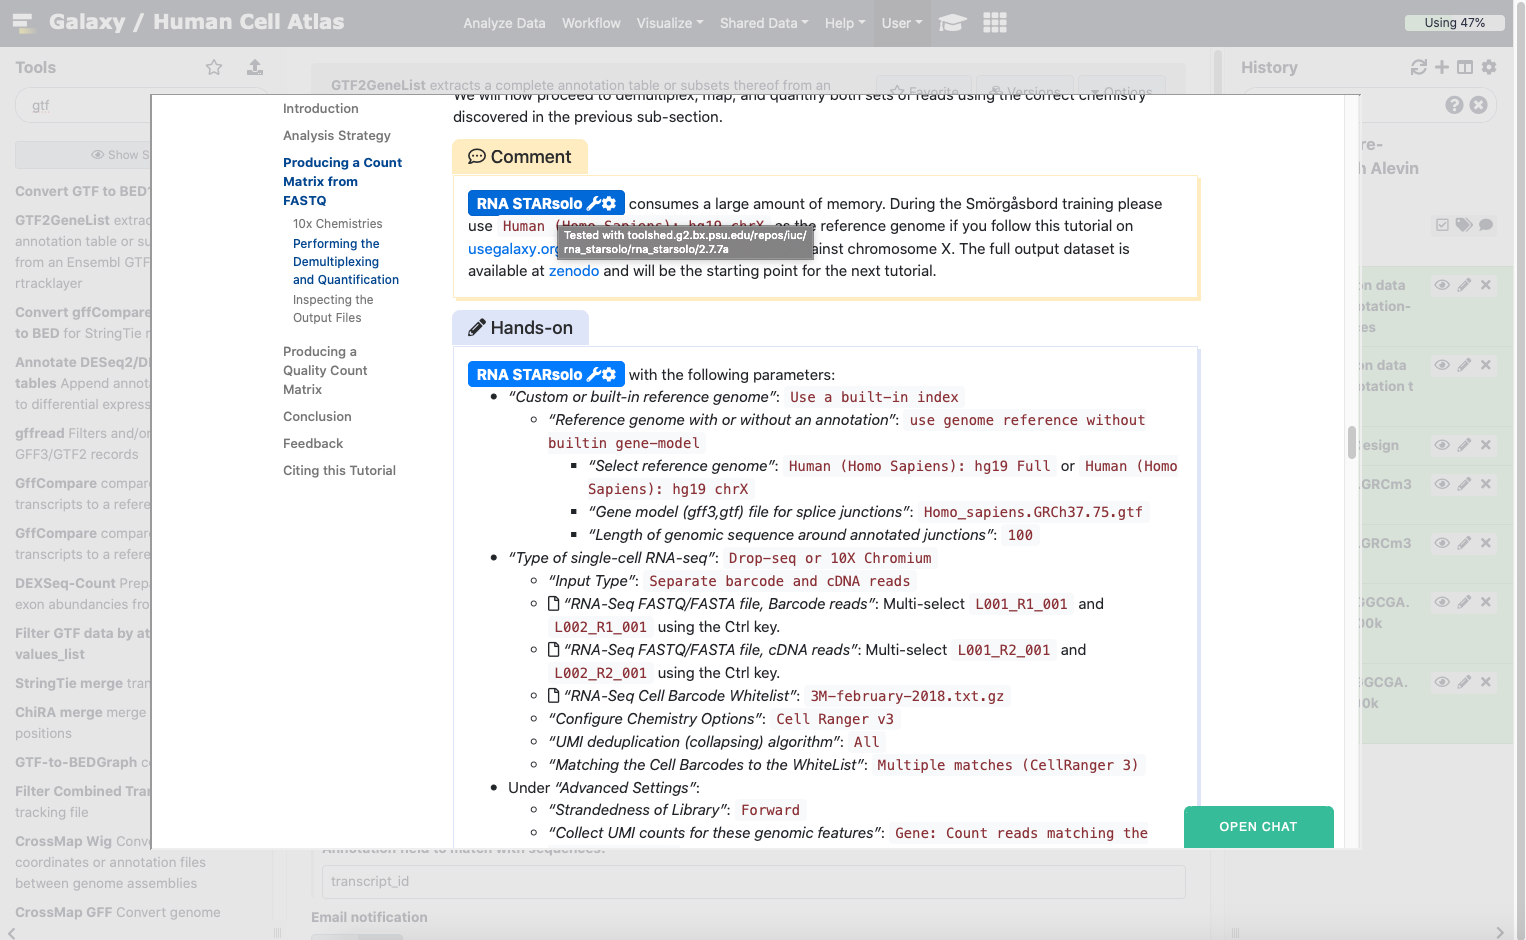 Galaxy / Human Cell Atlas
Analyze Data Workflow Visualize Shared Data Help User
Using 47%
Tools
gtf
Show S
Convert GTF to BED
GTF2GeneList extrac
annotation table or su
from an Ensembl GTF
rtracklayer
Convert gffCompare
to BED for StringTie r
Annotate DESeq2/DE
tables Append annot
to differential express
gffread Filters and/or
GFF3/GTF2 records
GffCompare compare
transcripts to a refere
GffCompare compare
transcripts to a refere
DEXSeq-Count Prepa
exon abundancies fro
Filter GTF data by at
values_list
StringTie merge tran
ChiRA merge merge
positions
GTF-to-BEDGraph co
Filter Combined Tran
tracking file
CrossMap Wig Conve
coordinates or annotation files
between genome assemblies
CrossMap GFF Convert genome
GTF2GeneList extracts a complete annotation table or subsets thereof from an
Favorite Versions Options
Introduction
Analysis Strategy
Producing a Count
Matrix from
FASTQ
10x Chemistries
Performing the
Demultiplexing
and Quantification
Inspecting the
Output Files
Producing a
Quality Count
Matrix
Conclusion
Feedback
Citing this Tutorial
We will now proceed to demultiplex, map, and quantify both sets of reads using the correct chemistry
discovered in the previous sub-section.
Comment
RNA STARsolo consumes a large amount of memory. During the Smörgåsbord training please
use Human (Homo Sapiens): hg19 chrX as the reference genome if you follow this tutorial on
usegalaxy.org ainst chromosome X. The full output dataset is
available at zenodo and will be the starting point for the next tutorial.
Tested with toolshed.g2.bx.psu.edu/repos/iuc/
rna_starsolo/rna_starsolo/2.7.7a
Hands-on
RNA STARsolo with the following parameters:
• “Custom or built-in reference genome”: Use a built-in index
◦ “Reference genome with or without an annotation”: use genome reference without
builtin gene-model
▪ “Select reference genome”: Human (Homo Sapiens): hg19 Full or Human (Homo
Sapiens): hg19 chrX
▪ “Gene model (gff3,gtf) file for splice junctions”: Homo_sapiens.GRCh37.75.gtf
▪ “Length of genomic sequence around annotated junctions”: 100
• “Type of single-cell RNA-seq”: Drop-seq or 10X Chromium
◦ “Input Type”: Separate barcode and cDNA reads
◦ “RNA-Seq FASTQ/FASTA file, Barcode reads”: Multi-select L001_R1_001 and
L002_R1_001 using the Ctrl key.
◦ “RNA-Seq FASTQ/FASTA file, cDNA reads”: Multi-select L001_R2_001 and
L002_R2_001 using the Ctrl key.
◦ “RNA-Seq Cell Barcode Whitelist”: 3M-february-2018.txt.gz
◦ “Configure Chemistry Options”: Cell Ranger v3
◦ “UMI deduplication (collapsing) algorithm”: All
◦ “Matching the Cell Barcodes to the WhiteList”: Multiple matches (CellRanger 3)
• Under “Advanced Settings”:
◦ “Strandedness of Library”: Forward
◦ “Collect UMI counts for these genomic features”: Gene: Count reads matching the
OPEN CHAT
Annotation field to match with sequences:
transcript_id
Email notification
History
re-
h Alevin
on data
otation-
es
on data
otation t
esign
.GRCm3
.GRCm3
GGCGA.
00k
GGCGA.
00k